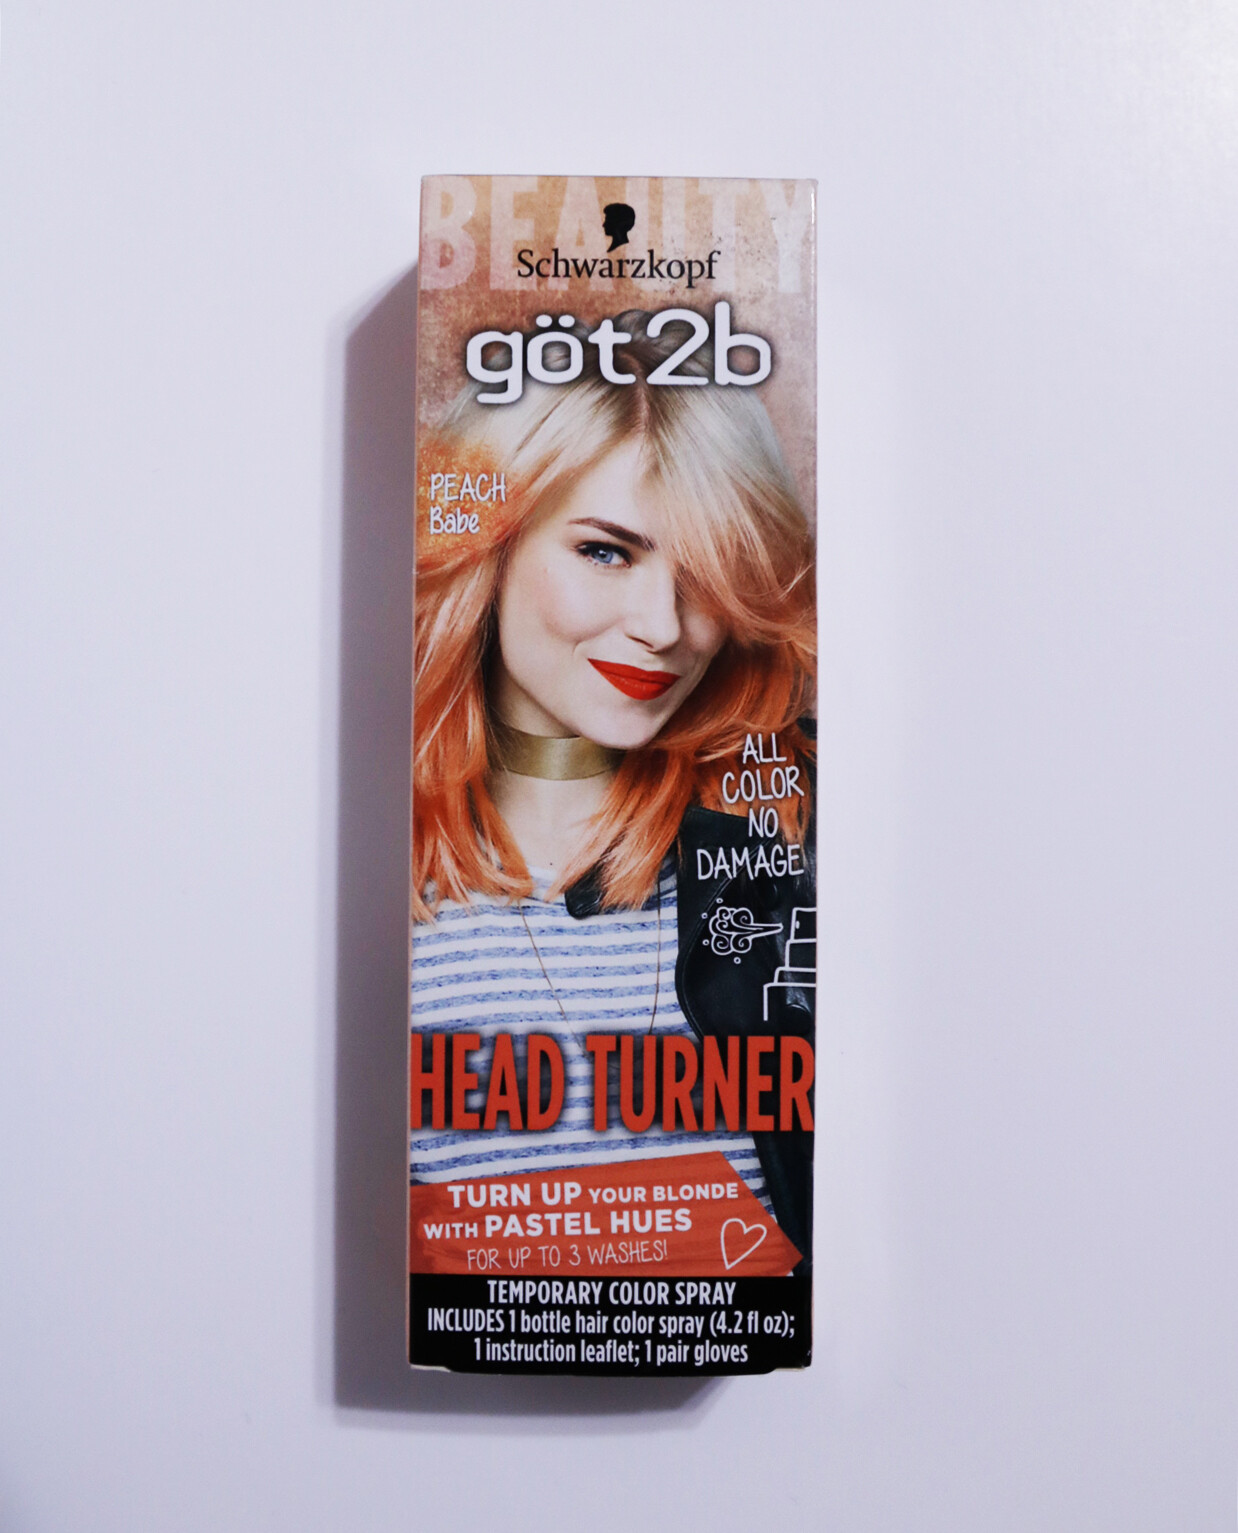 BEAUTY
Schwarzkopf
göt2b
PEACH
Babe
ALL
COLOR
NO
DAMAGE
HEAD TURNER
TURN UP YOUR BLONDE
WITH PASTEL HUES
FOR UP TO 3 WASHES!
TEMPORARY COLOR SPRAY
INCLUDES 1 bottle hair color spray (4.2 fl oz);
1 instruction leaflet; 1 pair gloves